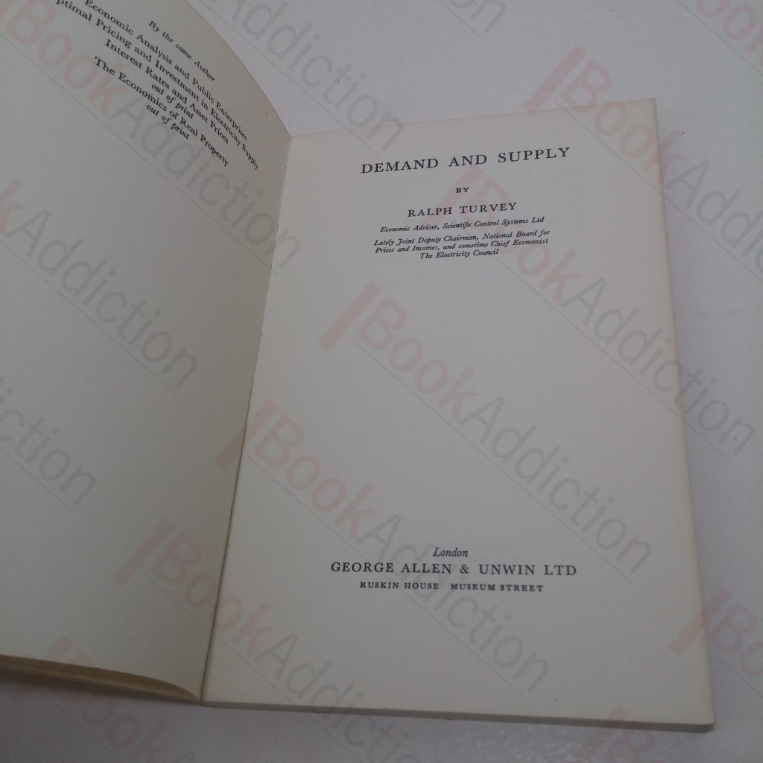 By the same Author
Economic Analysis and Public Enterprises
ptimal Pricing and Investment in Electricity Supply
Interest Rates and Asset Prices
out of print
The Economics of Real Property
out of print
DEMAND AND SUPPLY
BY
RALPH TURVEY
Economic Adviser, Scientific Control Systems Ltd
Lately Joint Deputy Chairman, National Board for
Prices and Incomes, and sometime Chief Economist
The Electricity Council
London
GEORGE ALLEN & UNWIN LTD
RUSKIN HOUSE MUSEUM STREET
BookAddiction